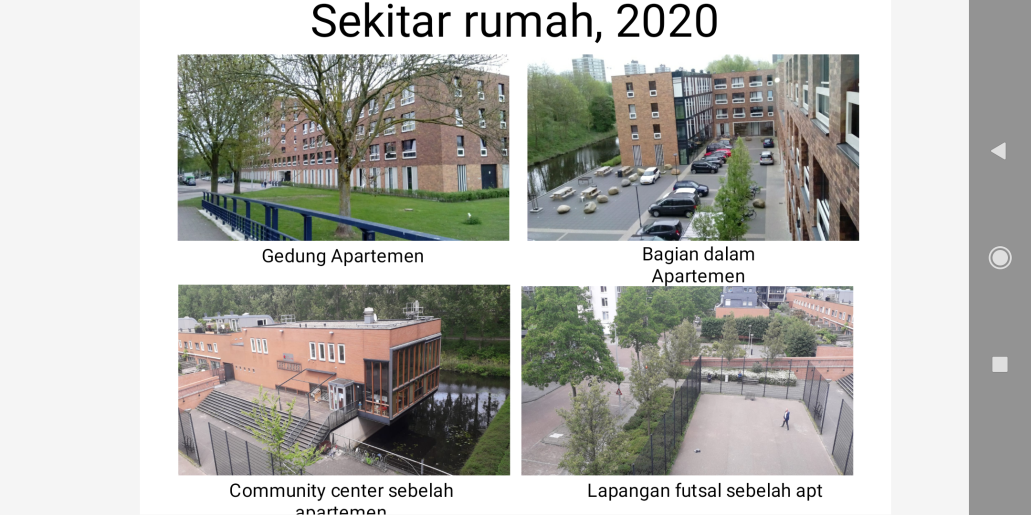 Sekitar rumah, 2020
Gedung Apartemen
Bagian dalam
Apartemen
Community center sebelah
apartemen
Lapangan futsal sebelah apt